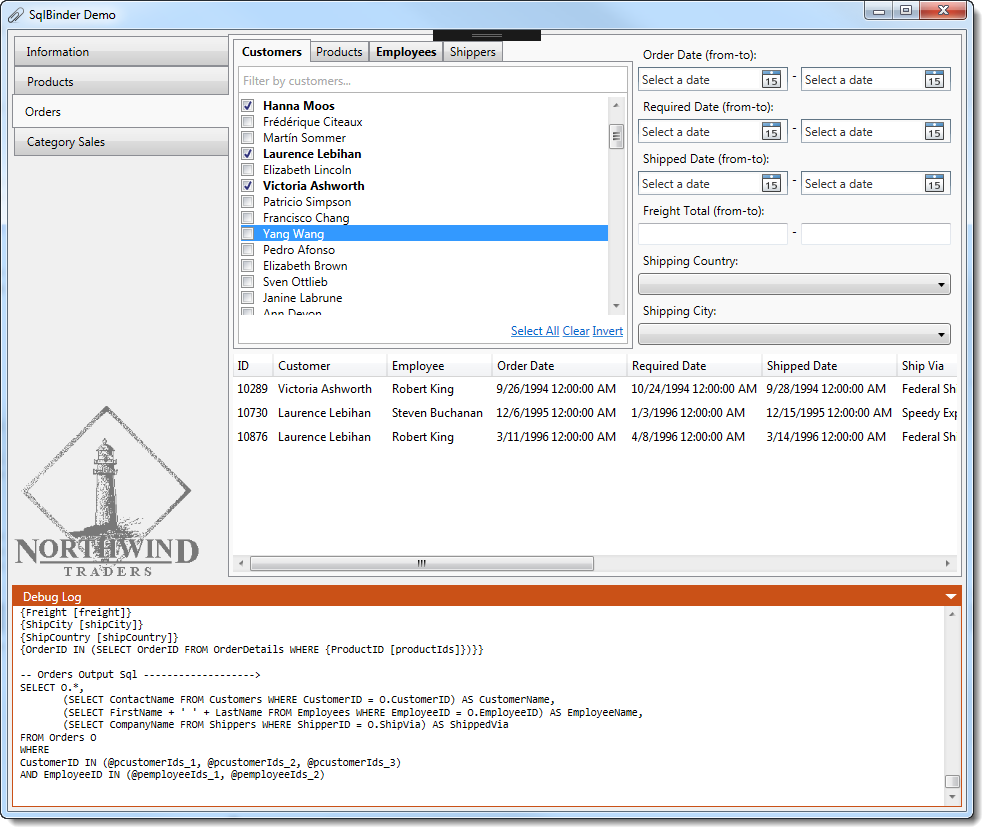 SqlBinder Demo
Information
Products
Orders
Category Sales
Customers Products Employees Shippers
Filter by customers...
Hanna Moos
Frédérique Citeaux
Martín Sommer
Laurence Lebihan
Elizabeth Lincoln
Victoria Ashworth
Patricio Simpson
Francisco Chang
Yang Wang
Pedro Afonso
Elizabeth Brown
Sven Ottlieb
Janine Labrune
Ann Devon
Select All Clear Invert
Order Date (from-to):
Select a date 15 - Select a date 15
Required Date (from-to):
Select a date 15 - Select a date 15
Shipped Date (from-to):
Select a date 15 - Select a date 15
Freight Total (from-to):
-
Shipping Country:
Shipping City:
ID Customer Employee Order Date Required Date Shipped Date Ship Via
10289 Victoria Ashworth Robert King 9/26/1994 12:00:00 AM 10/24/1994 12:00:00 AM 9/28/1994 12:00:00 AM Federal Sh
10730 Laurence Lebihan Steven Buchanan 12/6/1995 12:00:00 AM 1/3/1996 12:00:00 AM 12/15/1995 12:00:00 AM Speedy Exp
10876 Laurence Lebihan Robert King 3/11/1996 12:00:00 AM 4/8/1996 12:00:00 AM 3/14/1996 12:00:00 AM Federal Sh
NORTHWIND
TRADERS
Debug Log
{Freight [freight]}
{ShipCity [shipCity]}
{ShipCountry [shipCountry]}
{OrderID IN (SELECT OrderID FROM OrderDetails WHERE {ProductID [productIds]})}}
-- Orders Output Sql ------------------->
SELECT O.*,
(SELECT ContactName FROM Customers WHERE CustomerID = O.CustomerID) AS CustomerName,
(SELECT FirstName + ' ' + LastName FROM Employees WHERE EmployeeID = O.EmployeeID) AS EmployeeName,
(SELECT CompanyName FROM Shippers WHERE ShipperID = O.ShipVia) AS ShippedVia
FROM Orders O
WHERE
CustomerID IN (@pcustomerIds_1, @pcustomerIds_2, @pcustomerIds_3)
AND EmployeeID IN (@pemployeeIds_1, @pemployeeIds_2)